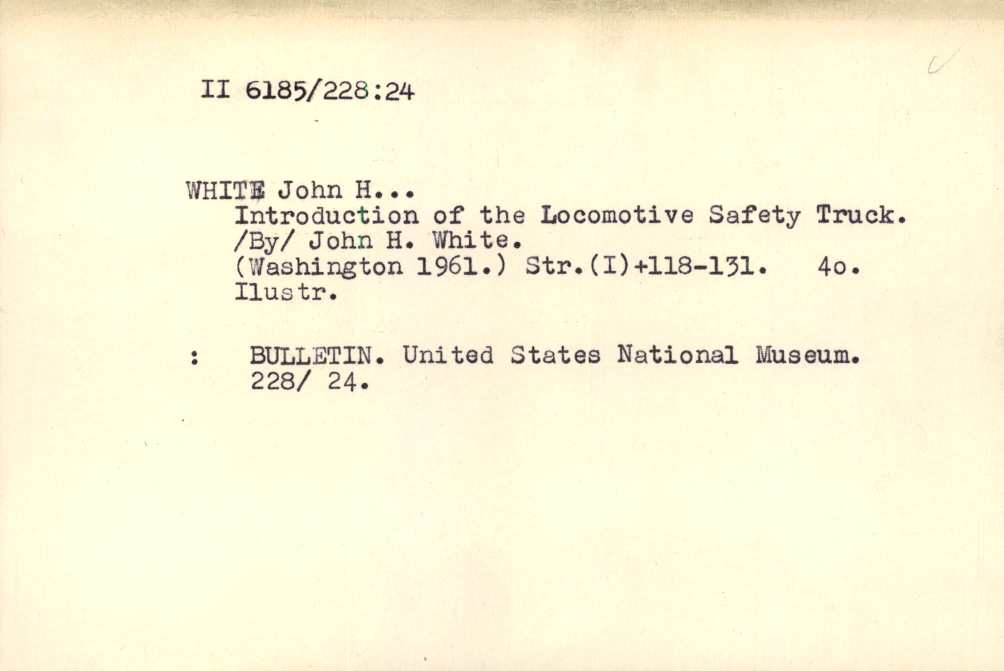 II 6185/228:24
WHITE John H...
Introduction of the Locomotive Safety Truck.
/By/ John H. White.
(Washington 1961.) Str.(I)+118-131. 4o.
Ilustr.
: BULLETIN. United States National Museum.
228/ 24.